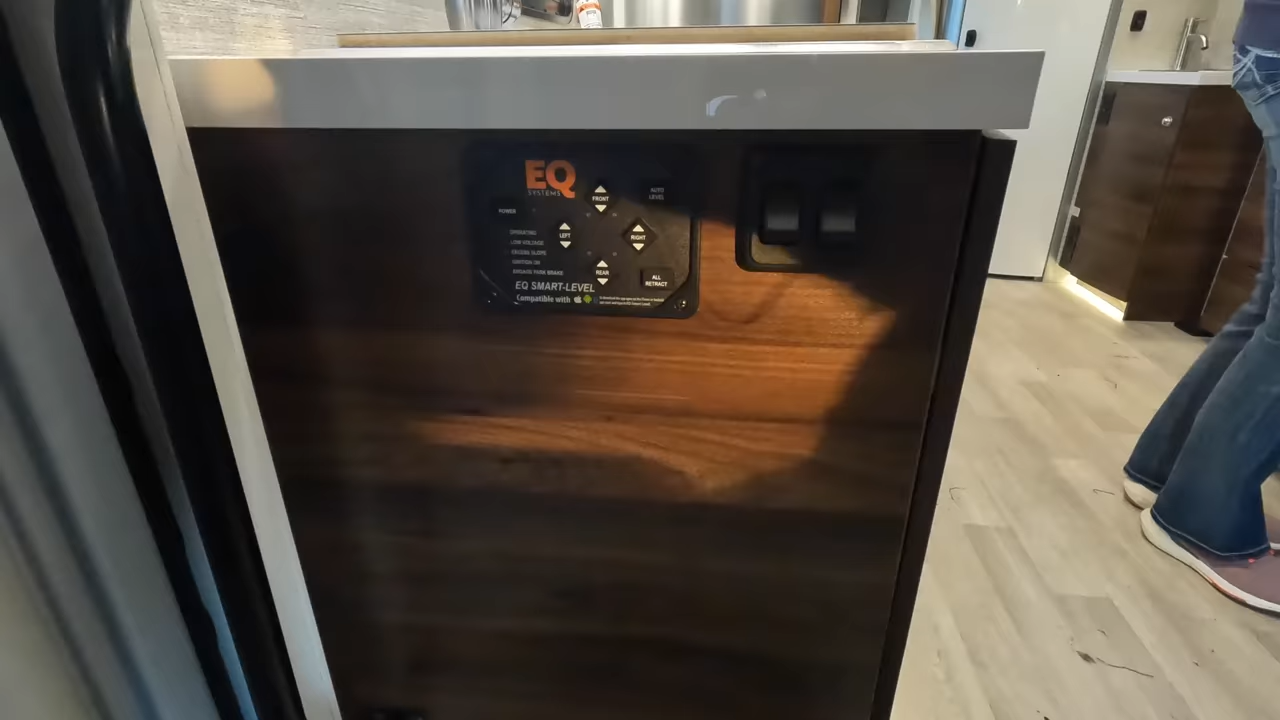 EQ
SYSTEMS
FRONT
AUTO
LEVEL
POWER
LEFT
RIGHT
OPERATING
LOW VOLTAGE
EXCESS SLOPE
IGNITION ON
ENGAGE PARK BRAKE
REAR
ALL
RETRACT
EQ SMART-LEVEL
Compatible with